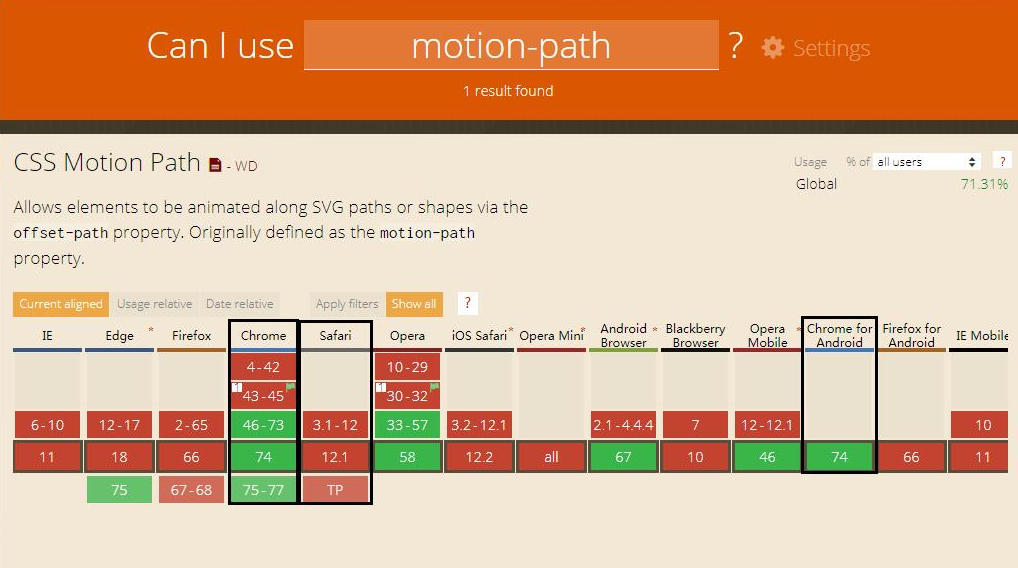 Can I use motion-path ? Settings
1 result found
CSS Motion Path - WD
Usage % of all users ?
Global 71.31%
Allows elements to be animated along SVG paths or shapes via the
offset-path property. Originally defined as the motion-path
property.
Current aligned Usage relative Date relative Apply filters Show all ?
IE Edge * Firefox Chrome Safari Opera iOS Safari * Opera Mini * Android Browser * Blackberry Browser Opera Mobile * Chrome for Android Firefox for Android IE Mobile
4-42 10-29
43-45 30-32
6-10 12-17 2-65 46-73 3.1-12 33-57 3.2-12.1 2.1-4.4.4 7 12-12.1 10
11 18 66 74 12.1 58 12.2 all 67 10 46 74 66 11
75 67-68 75-77 TP